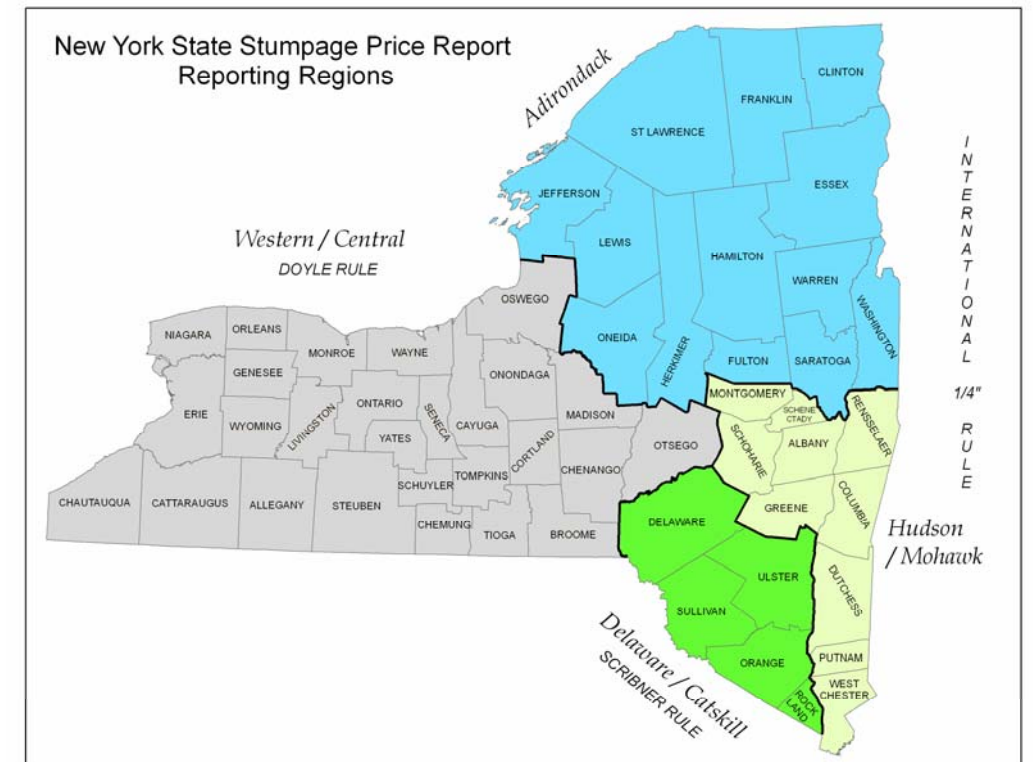 New York State Stumpage Price Report
Reporting Regions
Adirondack
CLINTON
FRANKLIN
ST LAWRENCE
ESSEX
JEFFERSON
LEWIS
HAMILTON
WARREN
WASHINGTON
ONEIDA
HERKIMER
FULTON
SARATOGA
INTERNATIONAL
1/4"
RULE
Western / Central
DOYLE RULE
OSWEGO
NIAGARA
ORLEANS
MONROE
WAYNE
GENESEE
ONONDAGA
ERIE
WYOMING
LIVINGSTON
ONTARIO
SENECA
CAYUGA
MADISON
YATES
CORTLAND
OTSEGO
CHENANGO
TOMPKINS
SCHUYLER
CHAUTAUQUA
CATTARAUGUS
ALLEGANY
STEUBEN
CHEMUNG
TIOGA
BROOME
MONTGOMERY
SCHENE
CTADY
RENSSELAER
SCHOHARIE
ALBANY
GREENE
COLUMBIA
Hudson
/ Mohawk
DUTCHESS
PUTNAM
WEST
CHESTER
DELAWARE
ULSTER
SULLIVAN
ORANGE
ROCK
LAND
Delaware / Catskill
SCRIBNER RULE